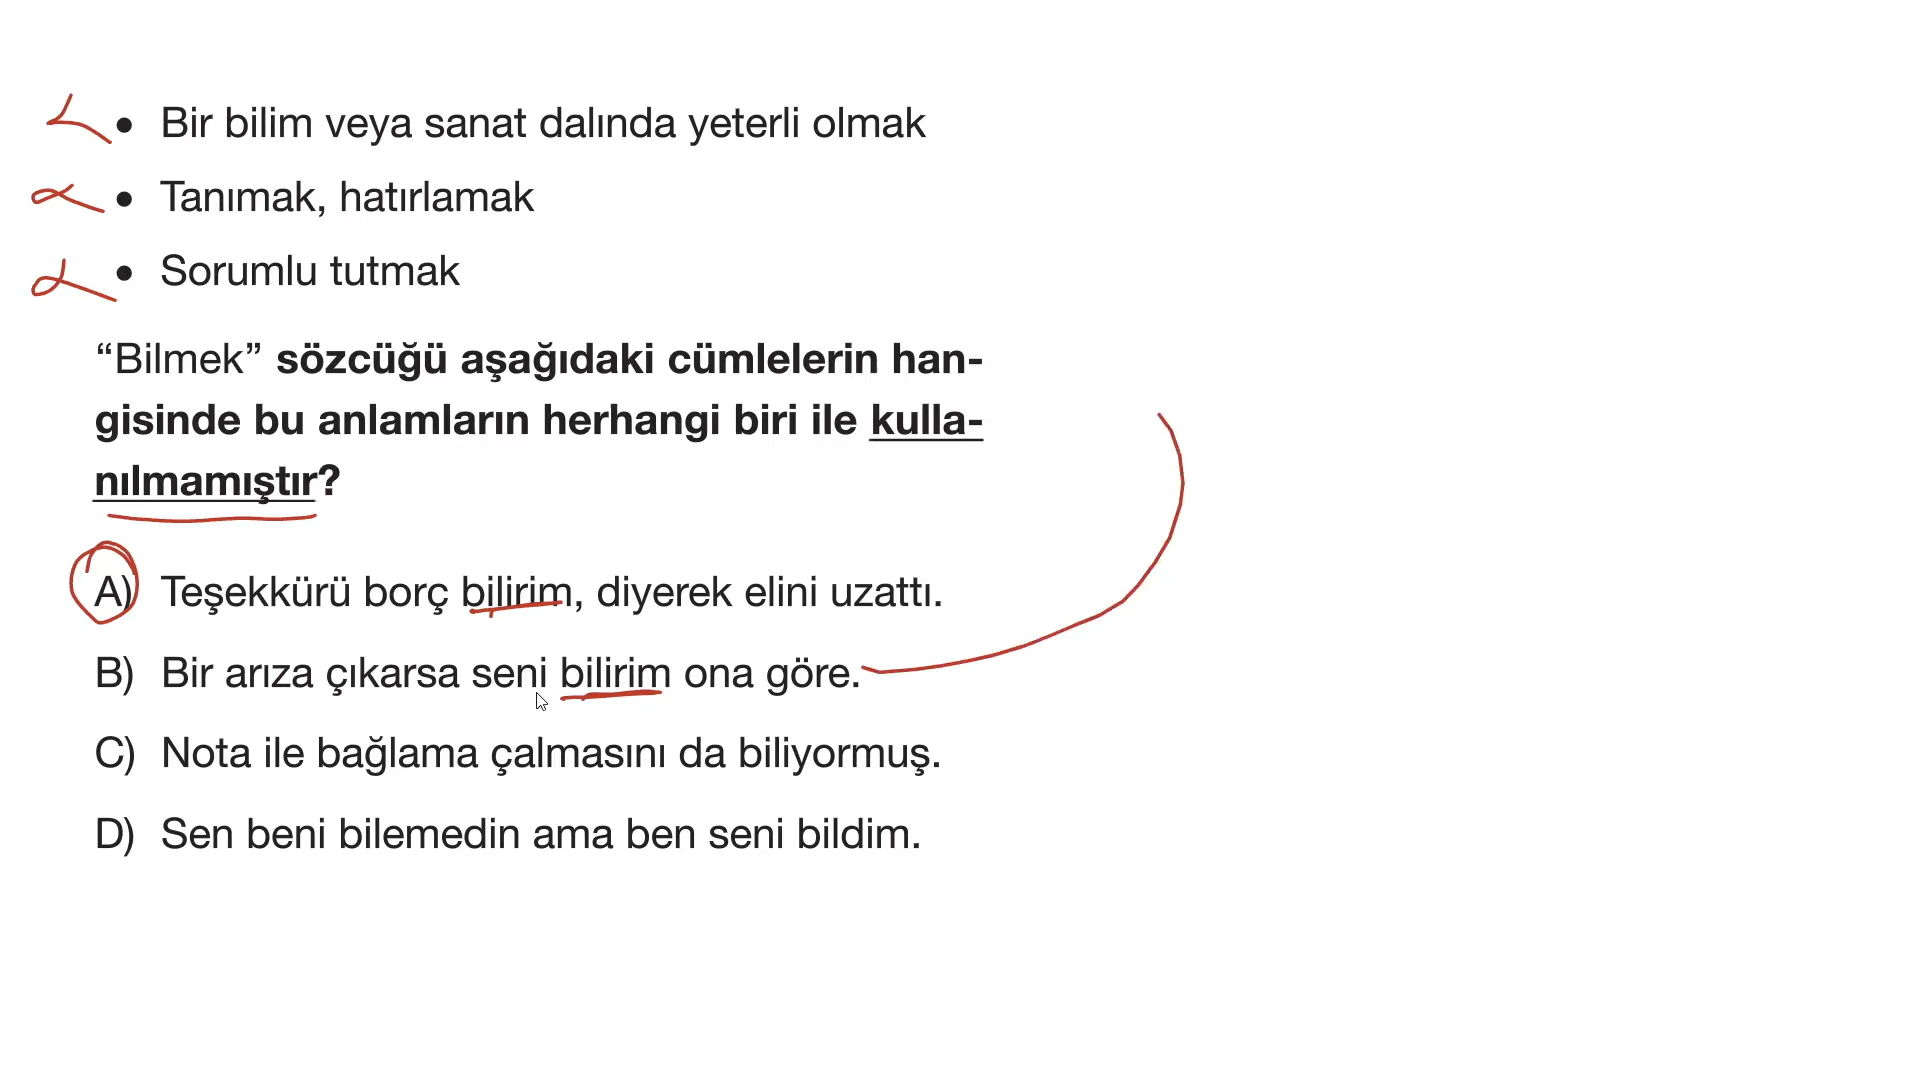 • Bir bilim veya sanat dalında yeterli olmak
• Tanımak, hatırlamak
• Sorumlu tutmak
“Bilmek” sözcüğü aşağıdaki cümlelerin han-
gisinde bu anlamların herhangi biri ile kulla-
nılmamıştır?
A) Teşekkürü borç bilirim, diyerek elini uzattı.
B) Bir arıza çıkarsa seni bilirim ona göre.
C) Nota ile bağlama çalmasını da biliyormuş.
D) Sen beni bilemedin ama ben seni bildim.